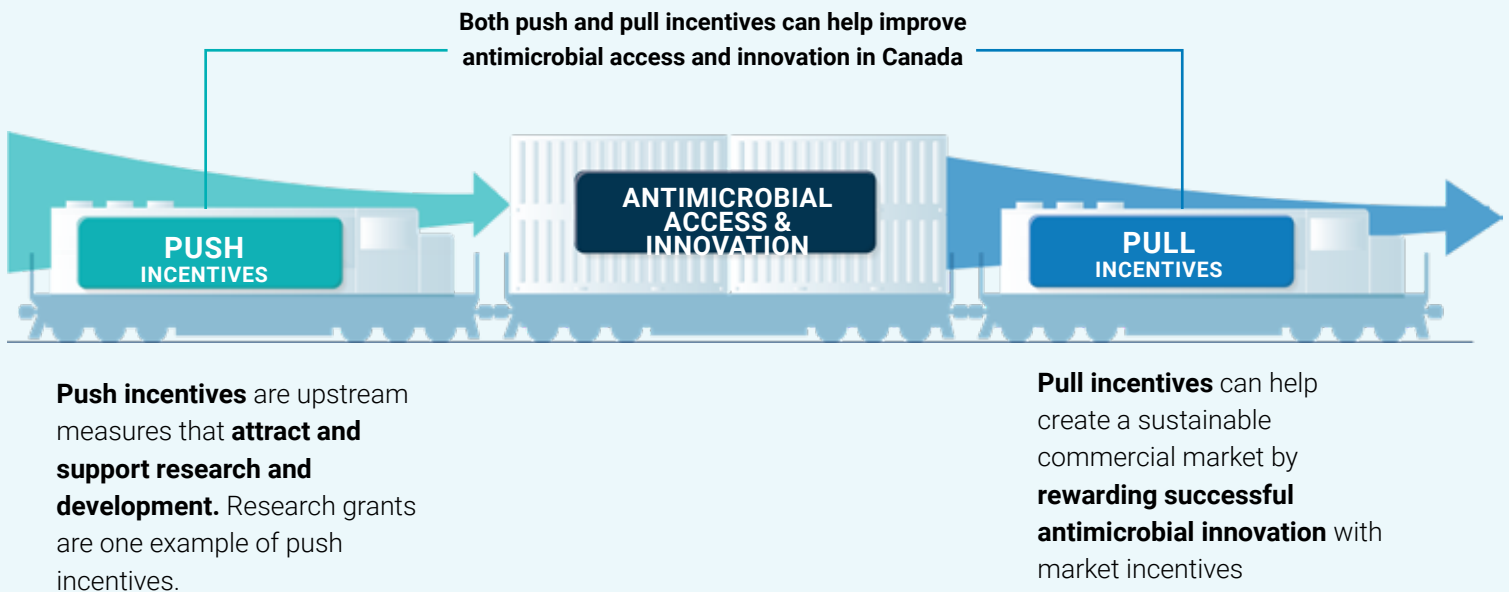 Both push and pull incentives can help improve
antimicrobial access and innovation in Canada
PUSH
INCENTIVES
ANTIMICROBIAL
ACCESS &
INNOVATION
PULL
INCENTIVES
Push incentives are upstream
measures that attract and
support research and
development. Research grants
are one example of push
incentives.
Pull incentives can help
create a sustainable
commercial market by
rewarding successful
antimicrobial innovation with
market incentives